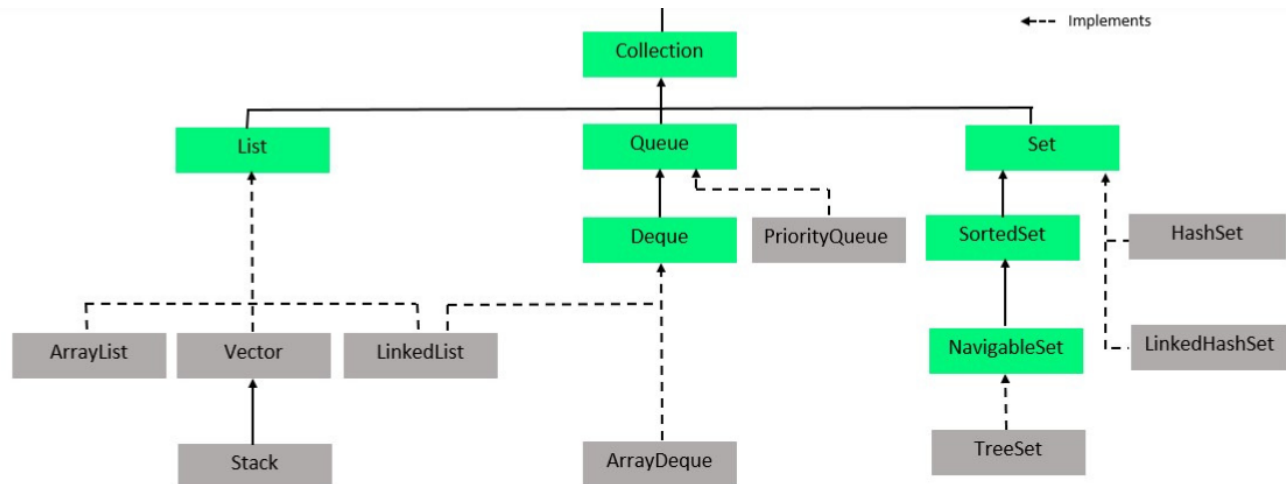 Implements
Collection
List
Queue
Set
Deque
PriorityQueue
SortedSet
HashSet
ArrayList
Vector
LinkedList
NavigableSet
LinkedHashSet
Stack
ArrayDeque
TreeSet